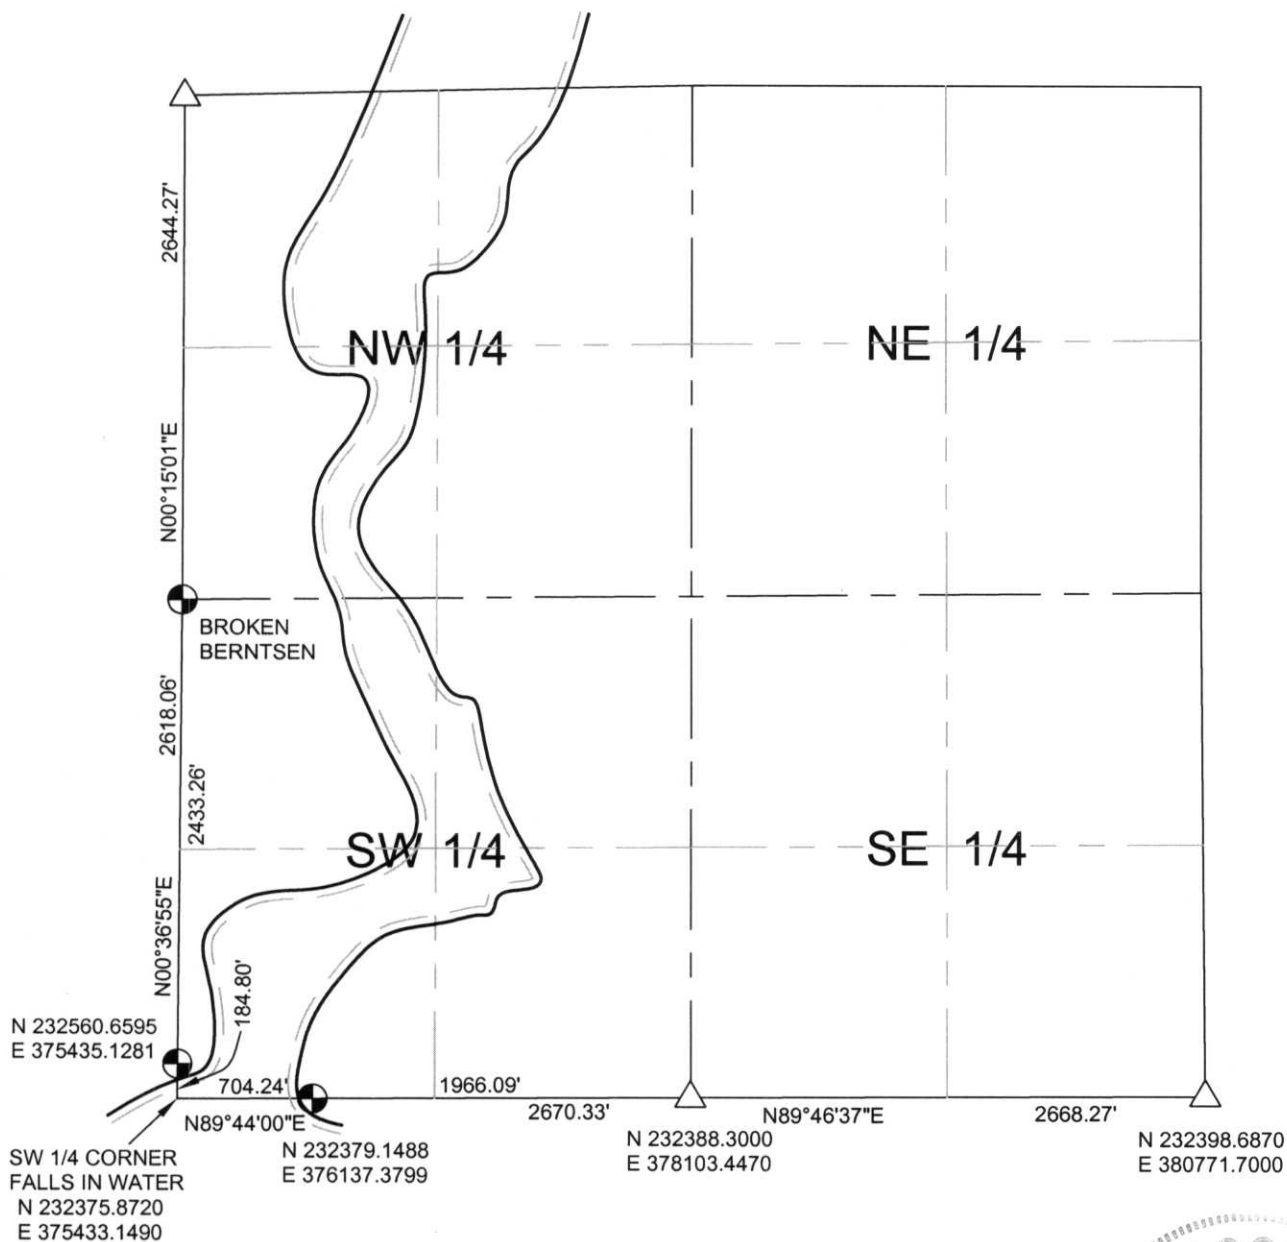 2644.27'
NW 1/4
NE 1/4
N00°15'01"E
BROKEN
BERNTSEN
2618.06'
2433.26'
SW 1/4
SE 1/4
N00°36'55"E
184.80'
N 232560.6595
E 375435.1281
704.24'
1966.09'
2670.33'
2668.27'
N89°44'00"E
N89°46'37"E
N 232379.1488
E 376137.3799
N 232388.3000
E 378103.4470
N 232398.6870
E 380771.7000
SW 1/4 CORNER
FALLS IN WATER
N 232375.8720
E 375433.1490